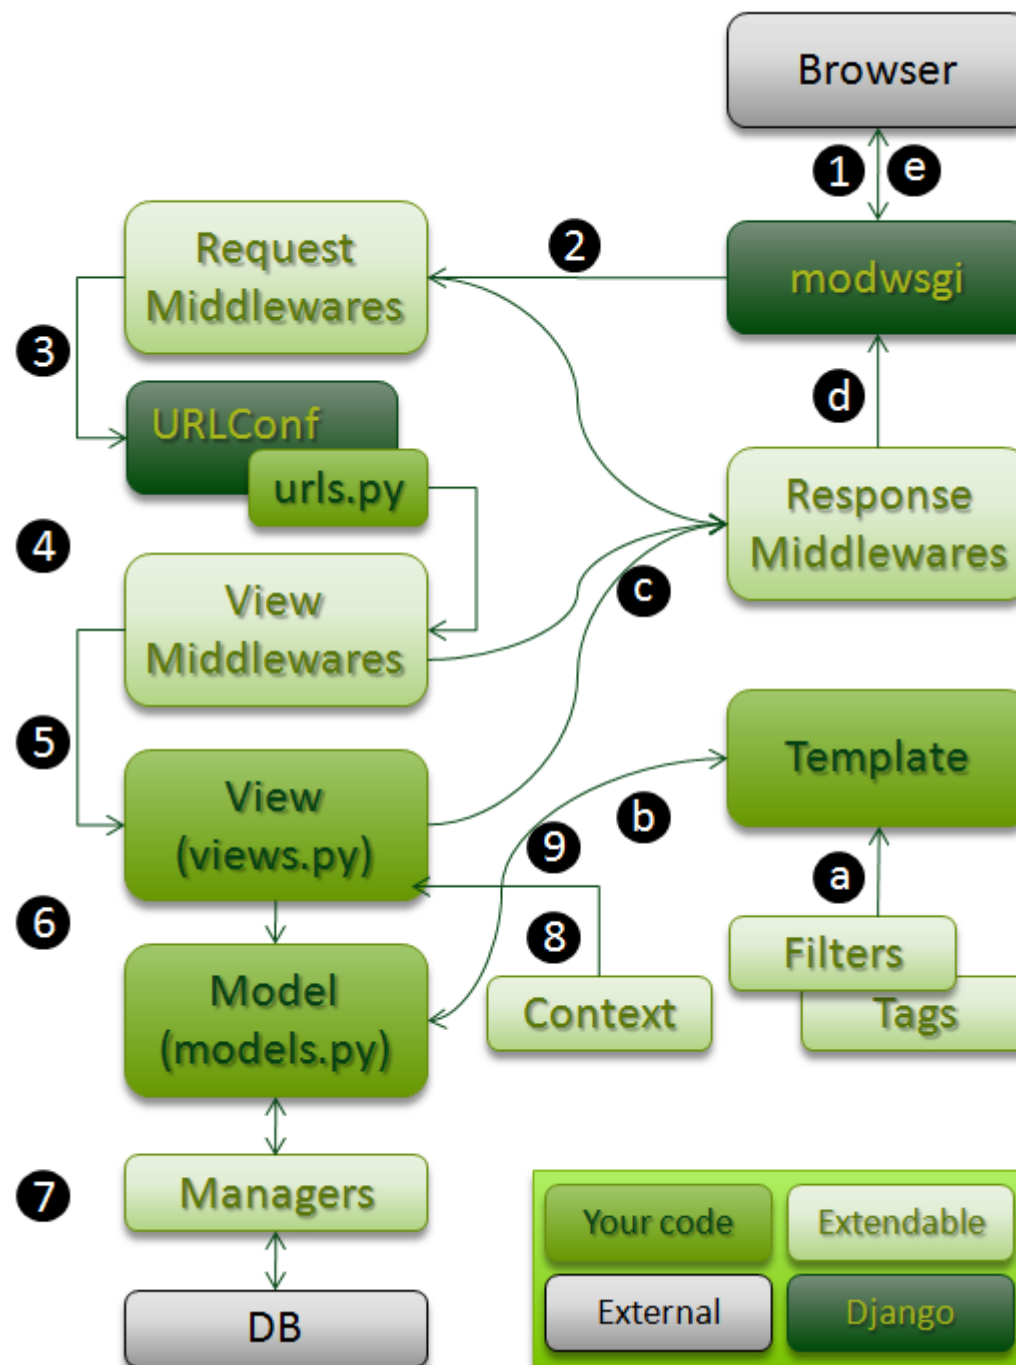 Browser
1
e
Request
Middlewares
2
modwsgi
3
URLConf
urls.py
d
4
Response
Middlewares
View
Middlewares
c
5
View
(views.py)
Template
b
9
a
6
8
Filters
Model
(models.py)
Context
Tags
7
Managers
Your code
Extendable
DB
External
Django